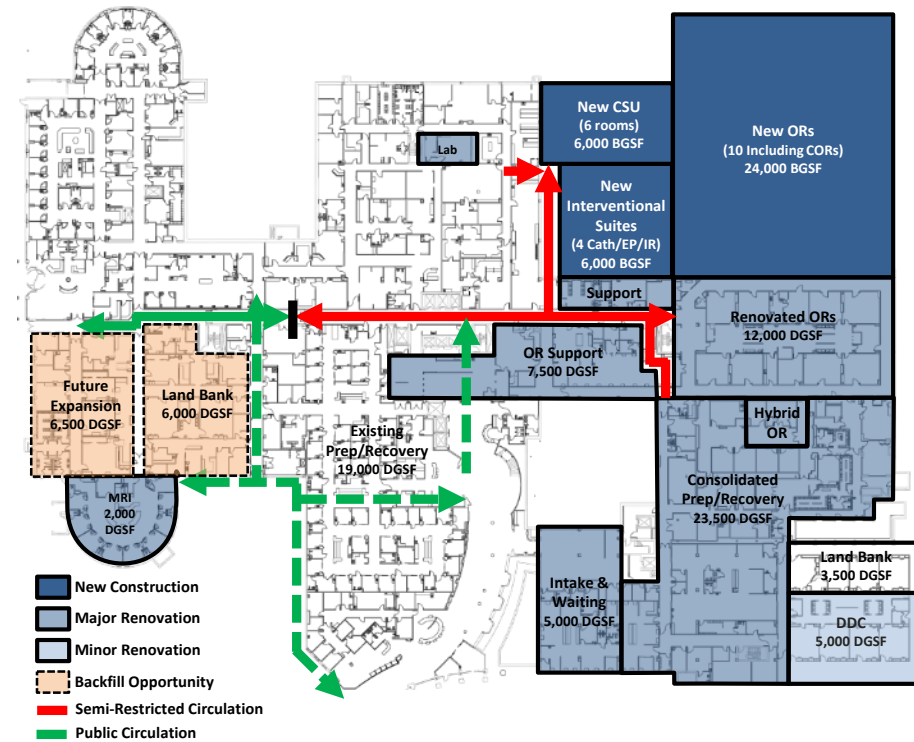 New CSU
(6 rooms)
6,000 BGSF
New ORs
(10 Including CORs)
24,000 BGSF
Lab
New
Interventional
Suites
(4 Cath/EP/IR)
6,000 BGSF
Support
Renovated ORs
12,000 DGSF
OR Support
7,500 DGSF
Future
Expansion
6,500 DGSF
Land Bank
6,000 DGSF
Existing
Prep/Recovery
19,000 DGSF
Hybrid
OR
Consolidated
Prep/Recovery
23,500 DGSF
MRI
2,000
DGSF
Land Bank
3,500 DGSF
Intake &
Waiting
5,000 DGSF
DDC
5,000 DGSF
New Construction
Major Renovation
Minor Renovation
Backfill Opportunity
Semi-Restricted Circulation
Public Circulation